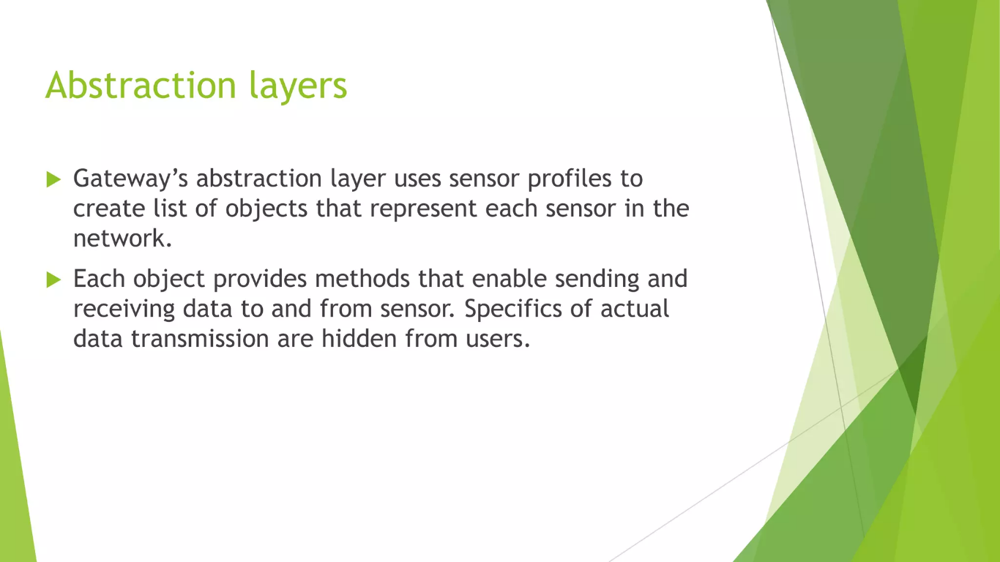 Abstraction layers
Gateway’s abstraction layer uses sensor profiles to
create list of objects that represent each sensor in the
network.
Each object provides methods that enable sending and
receiving data to and from sensor. Specifics of actual
data transmission are hidden from users.